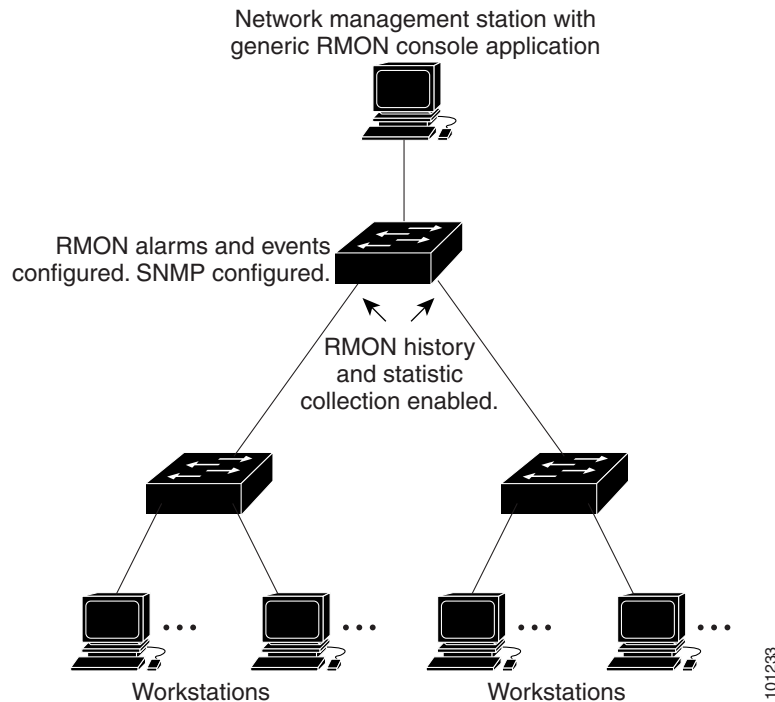 Network management station with
generic RMON console application
RMON alarms and events
configured. SNMP configured.
RMON history
and statistic
collection enabled.
Workstations
Workstations
101233